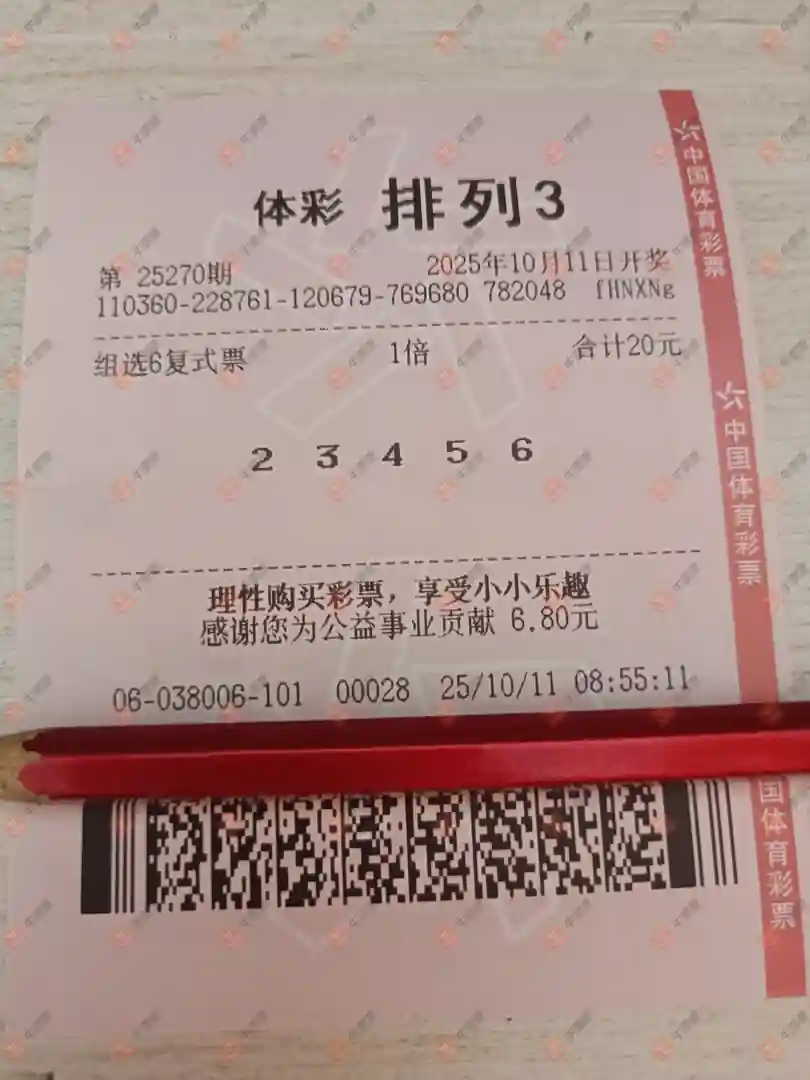 体彩 排列3
第 25270期 2025年10月11日开奖
110360-228761-120679-769680 782048 fHNXNg
组选6复式票 1倍 合计20元
2 3 4 5 6
理性购买彩票，享受小小乐趣
感谢您为公益事业贡献 6.80元
06-038006-101 00028 25/10/11 08:55:11
中国体育彩票
中国体育彩票
国体育彩票